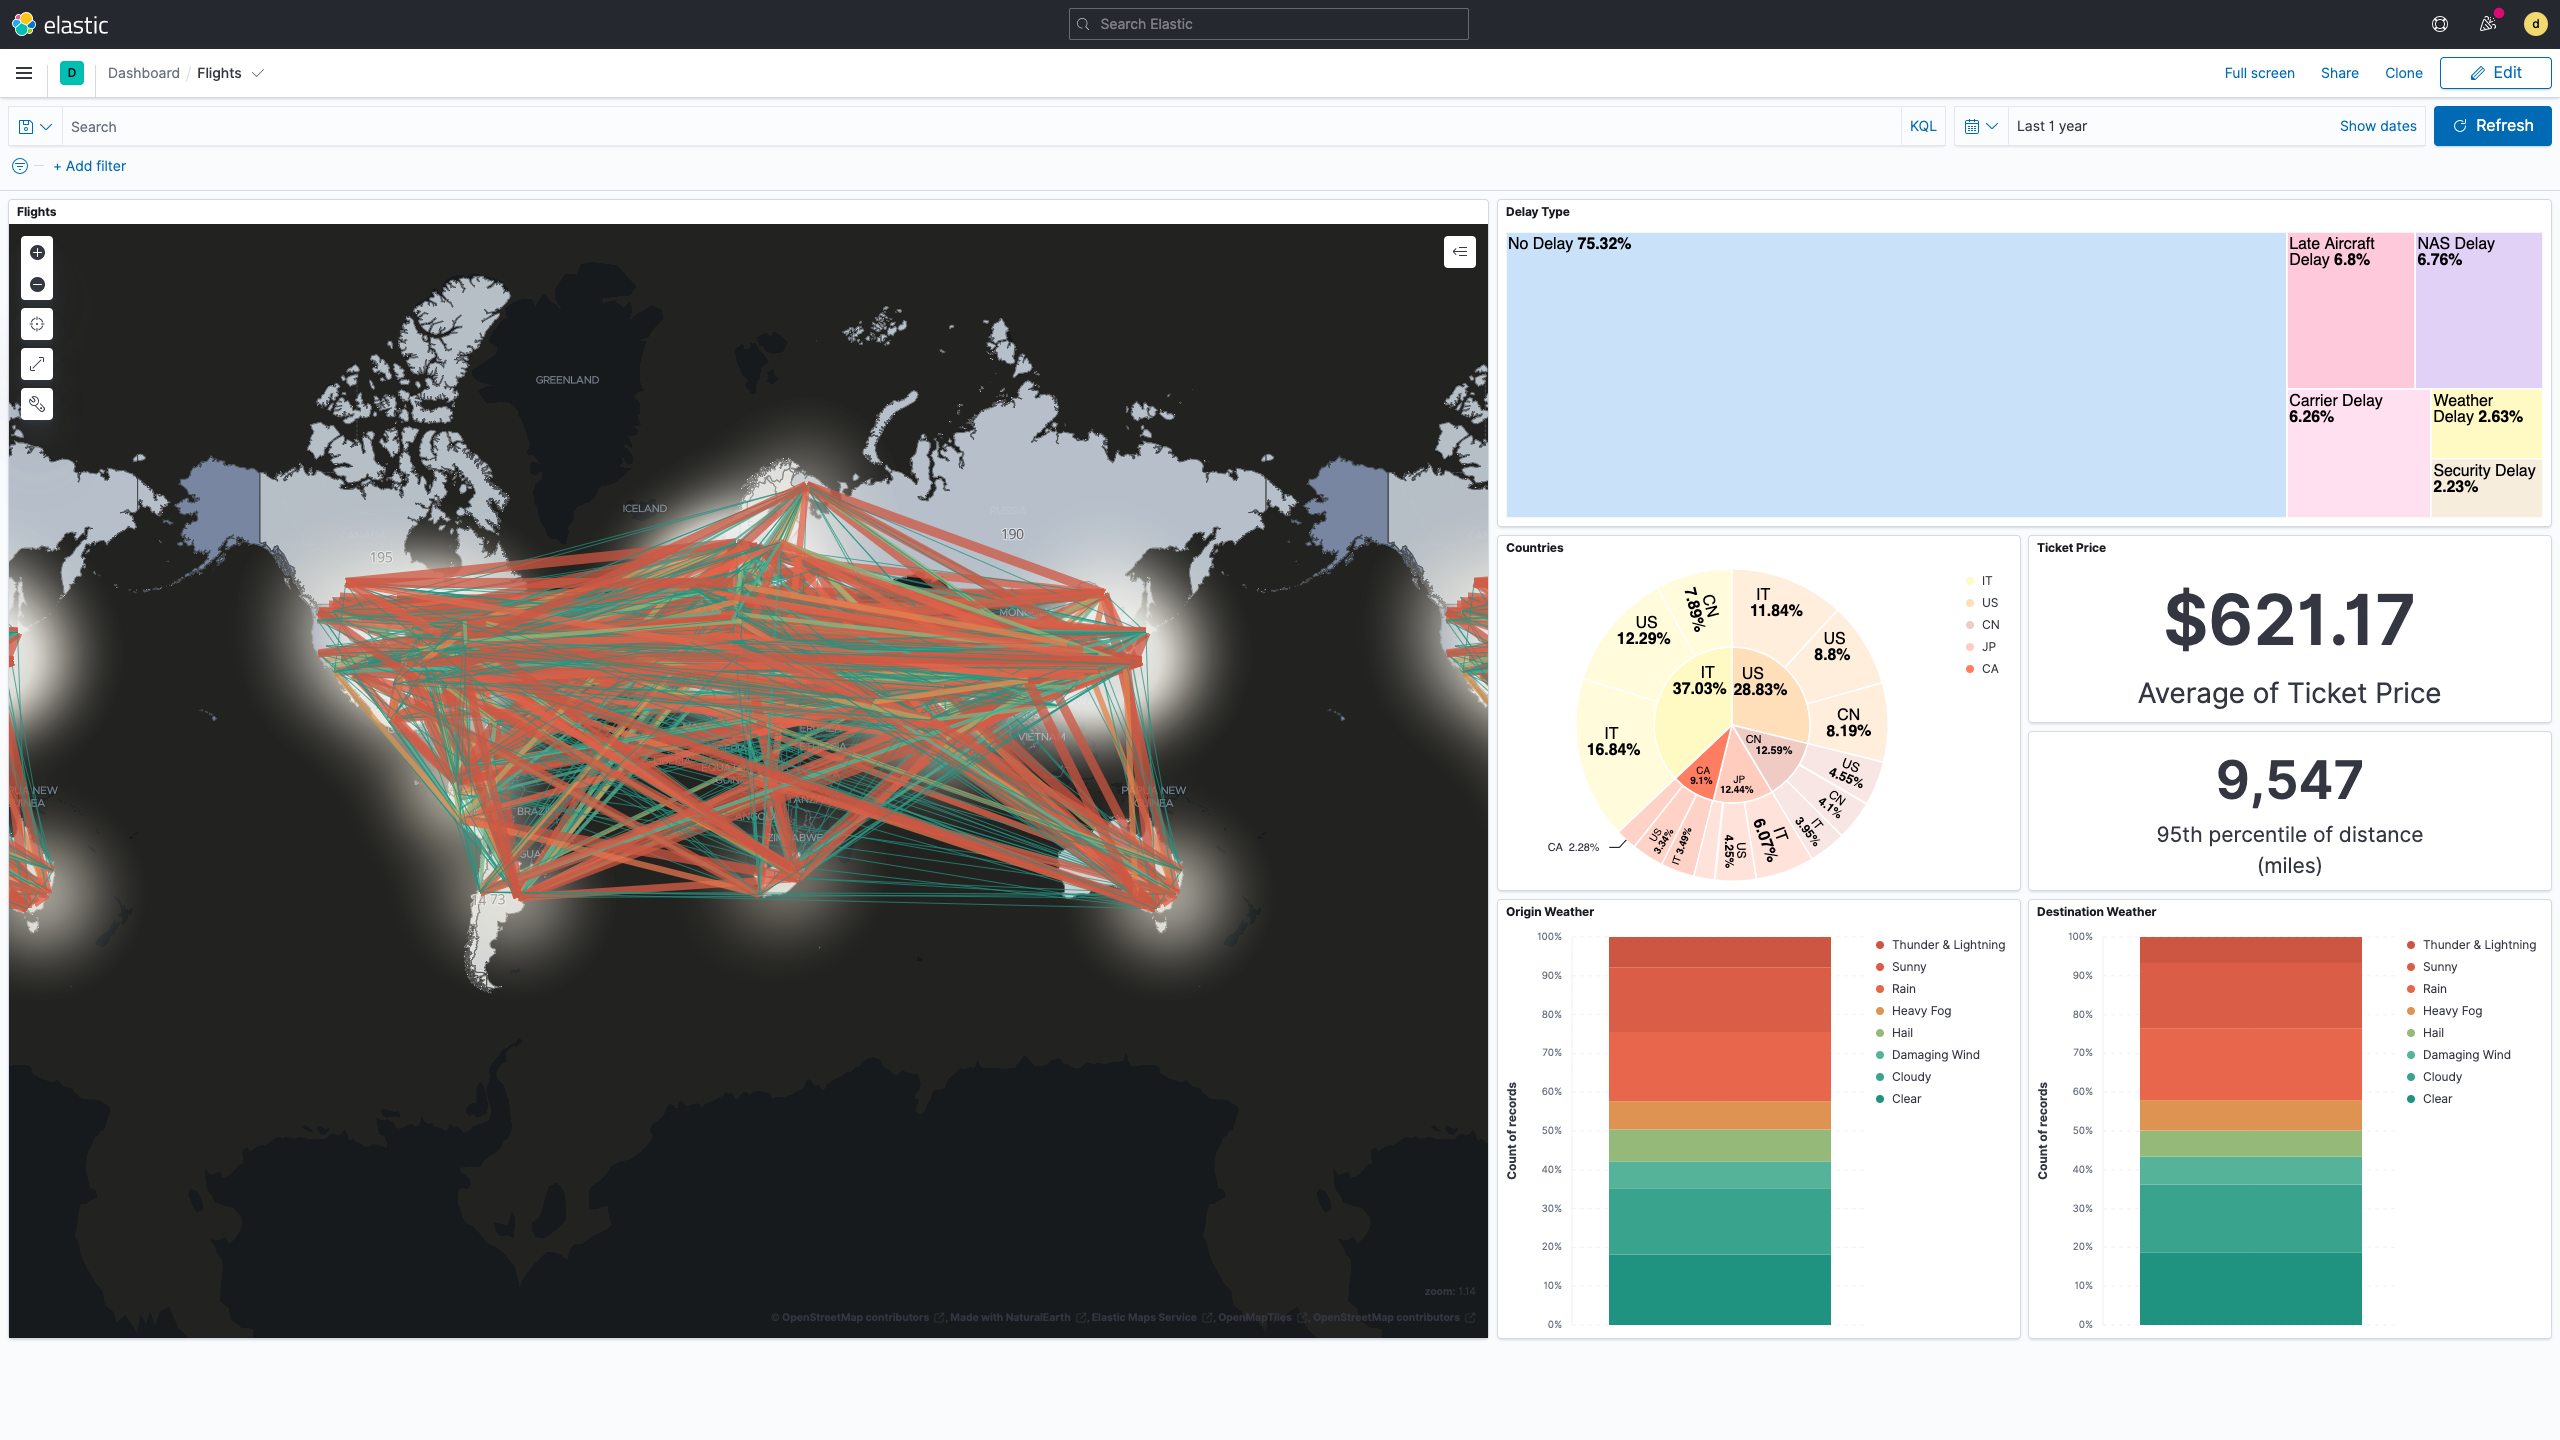 elastic
Search Elastic
d
D
Dashboard / Flights
Full screen
Share
Clone
Edit
Search
KQL
Last 1 year
Show dates
Refresh
+ Add filter
Flights
GREENLAND
ICELAND
195
190
VIETNAM
PAPUA NEW
GUINEA
ZIMBABWE
73
zoom: 1.14
© OpenStreetMap contributors , Made with NaturalEarth , Elastic Maps Service , OpenMapTiles , OpenStreetMap contributors
Delay Type
No Delay 75.32%
Late Aircraft
Delay 6.8%
NAS Delay
6.76%
Carrier Delay
6.26%
Weather
Delay 2.63%
Security Delay
2.23%
Countries
IT
11.84%
US
8.8%
CN
8.19%
US
4.55%
CN
4.1%
IT
3.95%
IT
6.07%
US
4.25%
IT 3.49%
US
3.34%
CA 2.28%
IT
16.84%
US
12.29%
CN
7.89%
IT
37.03%
US
28.83%
CN
12.59%
JP
12.44%
CA
9.1%
IT
US
CN
JP
CA
Ticket Price
$621.17
Average of Ticket Price
9,547
95th percentile of distance
(miles)
Origin Weather
100%
90%
80%
70%
60%
50%
40%
30%
20%
10%
0%
Count of records
Thunder & Lightning
Sunny
Rain
Heavy Fog
Hail
Damaging Wind
Cloudy
Clear
Destination Weather
100%
90%
80%
70%
60%
50%
40%
30%
20%
10%
0%
Count of records
Thunder & Lightning
Sunny
Rain
Heavy Fog
Hail
Damaging Wind
Cloudy
Clear